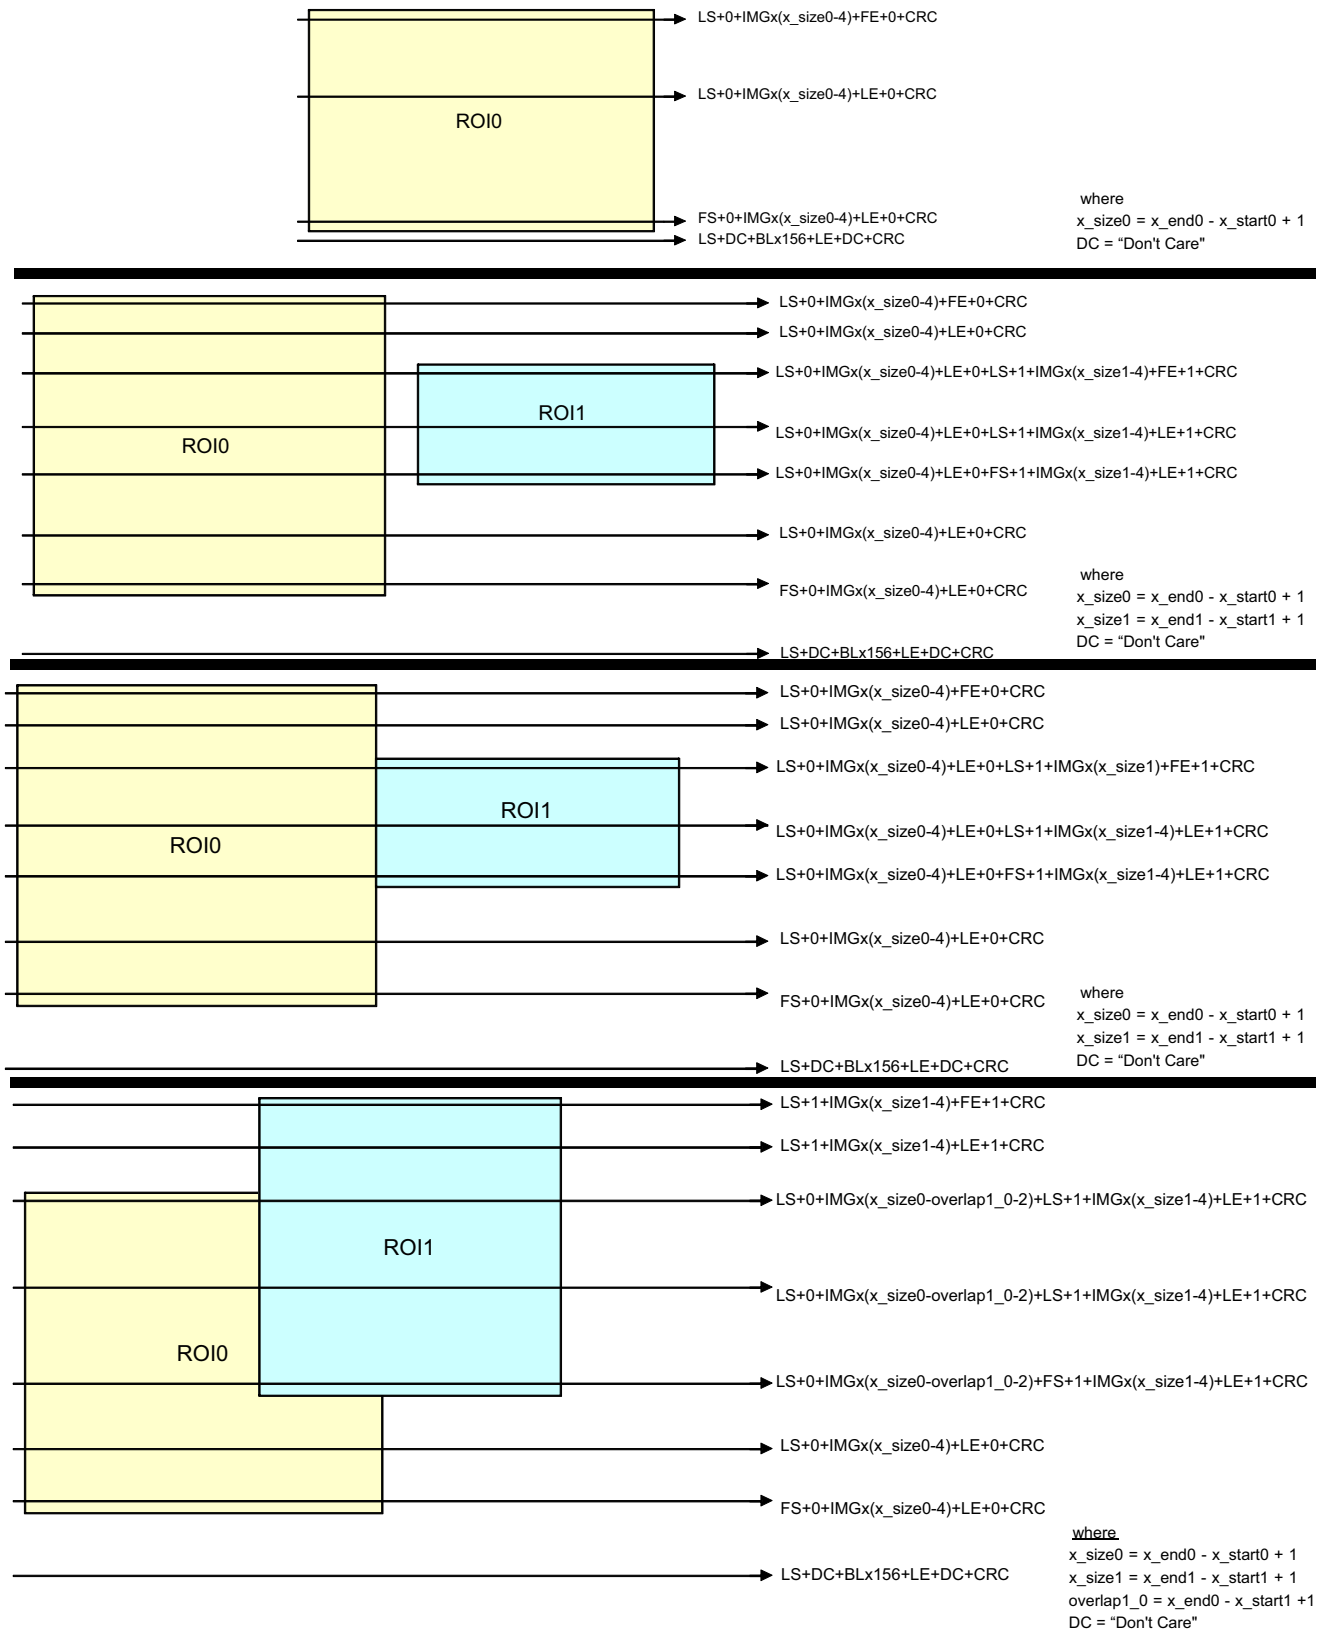 LS+0+IMGx(x_size0-4)+FE+0+CRC
LS+0+IMGx(x_size0-4)+LE+0+CRC
ROI0
FS+0+IMGx(x_size0-4)+LE+0+CRC
LS+DC+BLx156+LE+DC+CRC
where
x_size0 = x_end0 - x_start0 + 1
DC = “Don't Care"
LS+0+IMGx(x_size0-4)+FE+0+CRC
LS+0+IMGx(x_size0-4)+LE+0+CRC
LS+0+IMGx(x_size0-4)+LE+0+LS+1+IMGx(x_size1-4)+FE+1+CRC
ROI1
LS+0+IMGx(x_size0-4)+LE+0+LS+1+IMGx(x_size1-4)+LE+1+CRC
ROI0
LS+0+IMGx(x_size0-4)+LE+0+FS+1+IMGx(x_size1-4)+LE+1+CRC
LS+0+IMGx(x_size0-4)+LE+0+CRC
FS+0+IMGx(x_size0-4)+LE+0+CRC
where
x_size0 = x_end0 - x_start0 + 1
x_size1 = x_end1 - x_start1 + 1
DC = “Don't Care"
LS+DC+BLx156+LE+DC+CRC
LS+0+IMGx(x_size0-4)+FE+0+CRC
LS+0+IMGx(x_size0-4)+LE+0+CRC
LS+0+IMGx(x_size0-4)+LE+0+LS+1+IMGx(x_size1)+FE+1+CRC
ROI1
LS+0+IMGx(x_size0-4)+LE+0+LS+1+IMGx(x_size1-4)+LE+1+CRC
ROI0
LS+0+IMGx(x_size0-4)+LE+0+FS+1+IMGx(x_size1-4)+LE+1+CRC
LS+0+IMGx(x_size0-4)+LE+0+CRC
FS+0+IMGx(x_size0-4)+LE+0+CRC
where
x_size0 = x_end0 - x_start0 + 1
x_size1 = x_end1 - x_start1 + 1
DC = “Don't Care"
LS+DC+BLx156+LE+DC+CRC
LS+1+IMGx(x_size1-4)+FE+1+CRC
LS+1+IMGx(x_size1-4)+LE+1+CRC
LS+0+IMGx(x_size0-overlap1_0-2)+LS+1+IMGx(x_size1-4)+LE+1+CRC
ROI1
LS+0+IMGx(x_size0-overlap1_0-2)+LS+1+IMGx(x_size1-4)+LE+1+CRC
ROI0
LS+0+IMGx(x_size0-overlap1_0-2)+FS+1+IMGx(x_size1-4)+LE+1+CRC
LS+0+IMGx(x_size0-4)+LE+0+CRC
FS+0+IMGx(x_size0-4)+LE+0+CRC
where
x_size0 = x_end0 - x_start0 + 1
x_size1 = x_end1 - x_start1 + 1
overlap1_0 = x_end0 - x_start1 +1
DC = “Don't Care"
LS+DC+BLx156+LE+DC+CRC